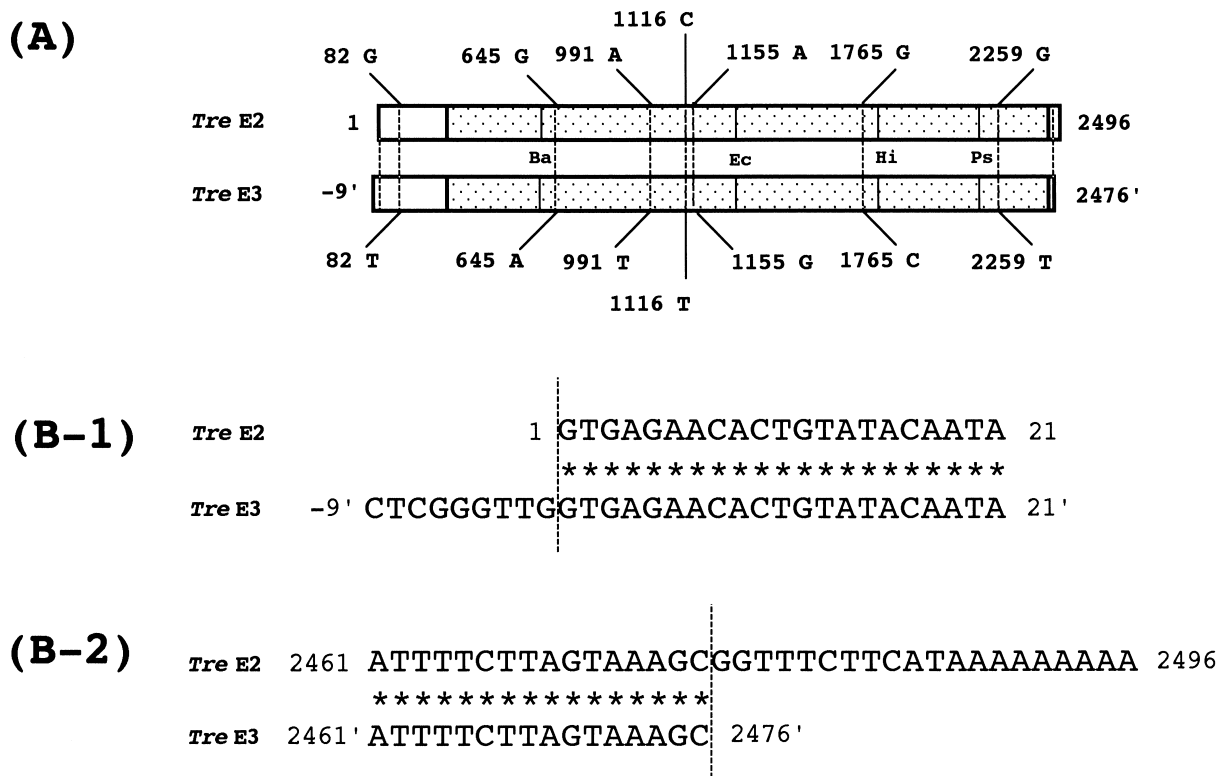 (A)
1116 C
82 G 645 G 991 A 1155 A 1765 G 2259 G
Tre E2 1 2496
Ba Ec Hi Ps
Tre E3 -9' 2476'
82 T 645 A 991 T 1155 G 1765 C 2259 T
1116 T
(B-1)
Tre E2 1 GTGAGAACACTGTATACAATA 21
*********************
Tre E3 -9' CTCGGGTTGGTGAGAACACTGTATACAATA 21'
(B-2)
Tre E2 2461 ATTTTCTTAGTAAAGCGGTTTCTTCATAAAAAAAAA 2496
****************
Tre E3 2461' ATTTTCTTAGTAAAGC 2476'